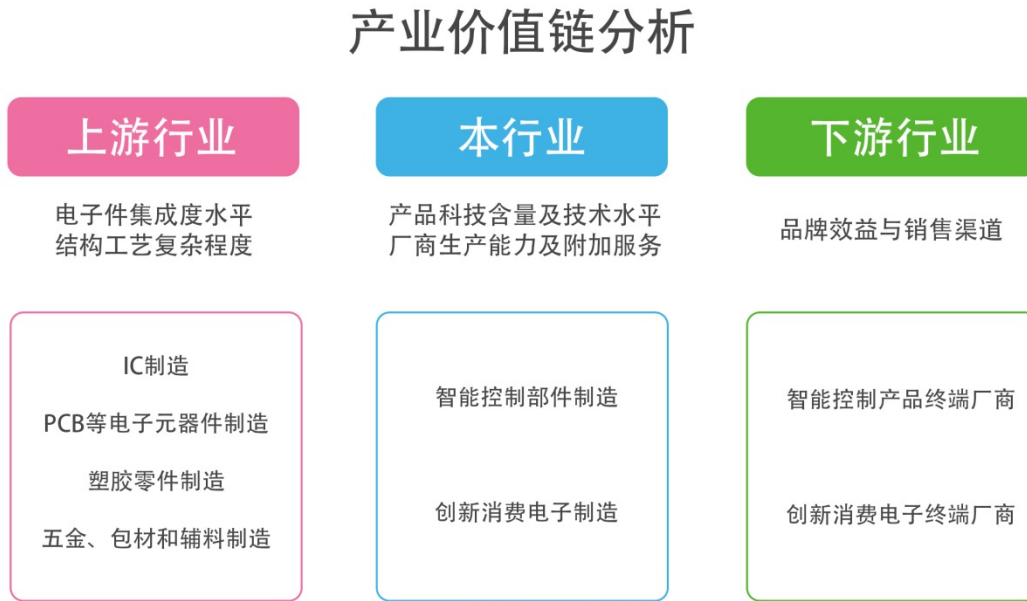 产业价值链分析
上游行业
电子件集成度水平
结构工艺复杂程度
IC制造
PCB等电子元器件制造
塑胶零件制造
五金、包材和辅料制造
本行业
产品科技含量及技术水平
厂商生产能力及附加服务
智能控制部件制造
创新消费电子制造
下游行业
品牌效益与销售渠道
智能控制产品终端厂商
创新消费电子终端厂商